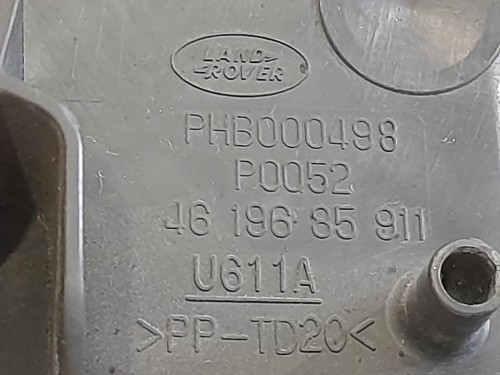 LAND
ROVER
PHB000498
P0052
46 196 85 911
U611A
>PP-TD20<